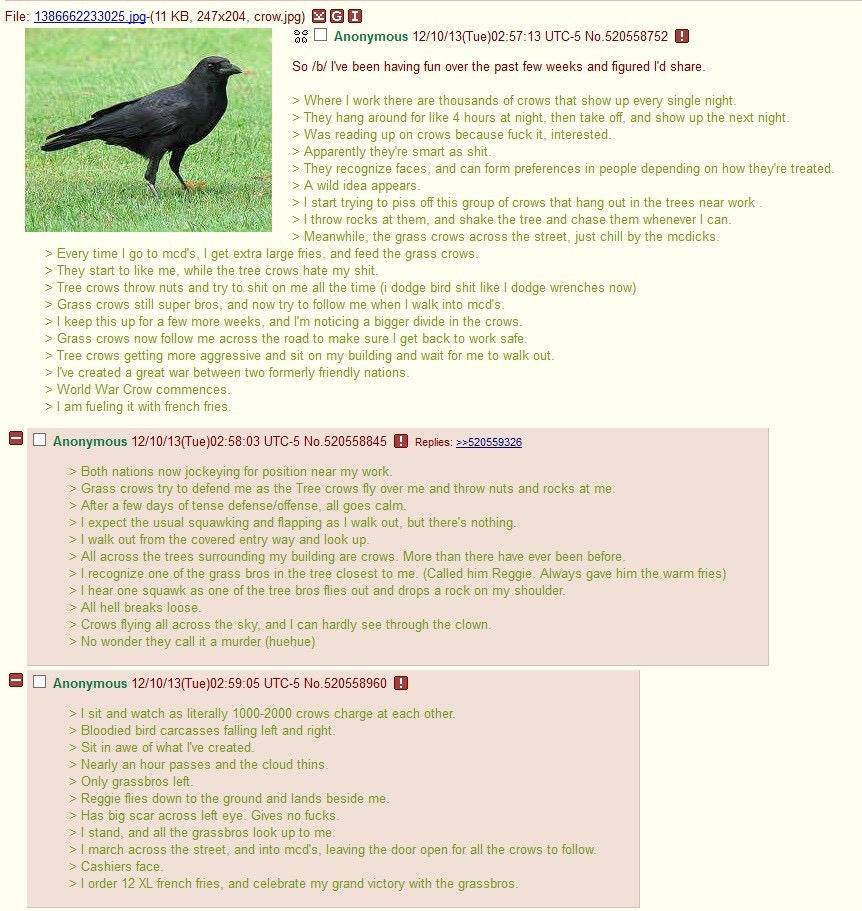 File: 1386662233025.jpg-(11 KB, 247x204, crow.jpg) G I
Anonymous 12/10/13(Tue)02:57:13 UTC-5 No.520558752 !
So /b/ I've been having fun over the past few weeks and figured I'd share.
> Where I work there are thousands of crows that show up every single night.
> They hang around for like 4 hours at night, then take off, and show up the next night.
> Was reading up on crows because fuck it, interested.
> Apparently they're smart as shit.
> They recognize faces, and can form preferences in people depending on how they're treated.
> A wild idea appears.
> I start trying to piss off this group of crows that hang out in the trees near work .
> I throw rocks at them, and shake the tree and chase them whenever I can.
> Meanwhile, the grass crows across the street, just chill by the mcdicks.
> Every time I go to mcd's, I get extra large fries, and feed the grass crows.
> They start to like me, while the tree crows hate my shit.
> Tree crows throw nuts and try to shit on me all the time (i dodge bird shit like I dodge wrenches now)
> Grass crows still super bros, and now try to follow me when I walk into mcd's.
> I keep this up for a few more weeks, and I'm noticing a bigger divide in the crows.
> Grass crows now follow me across the road to make sure I get back to work safe.
> Tree crows getting more aggressive and sit on my building and wait for me to walk out.
> I've created a great war between two formerly friendly nations.
> World War Crow commences.
> I am fueling it with french fries.
Anonymous 12/10/13(Tue)02:58:03 UTC-5 No.520558845 ! Replies: >>520559326
> Both nations now jockeying for position near my work.
> Grass crows try to defend me as the Tree crows fly over me and throw nuts and rocks at me.
> After a few days of tense defense/offense, all goes calm.
> I expect the usual squawking and flapping as I walk out, but there's nothing.
> I walk out from the covered entry way and look up.
> All across the trees surrounding my building are crows. More than there have ever been before.
> I recognize one of the grass bros in the tree closest to me. (Called him Reggie. Always gave him the warm fries)
> I hear one squawk as one of the tree bros flies out and drops a rock on my shoulder.
> All hell breaks loose.
> Crows flying all across the sky, and I can hardly see through the clown.
> No wonder they call it a murder (huehue)
Anonymous 12/10/13(Tue)02:59:05 UTC-5 No.520558960 !
> I sit and watch as literally 1000-2000 crows charge at each other.
> Bloodied bird carcasses falling left and right.
> Sit in awe of what I've created.
> Nearly an hour passes and the cloud thins.
> Only grassbros left.
> Reggie flies down to the ground and lands beside me.
> Has big scar across left eye. Gives no fucks.
> I stand, and all the grassbros look up to me.
> I march across the street, and into mcd's, leaving the door open for all the crows to follow.
> Cashiers face.
> I order 12 XL french fries, and celebrate my grand victory with the grassbros.